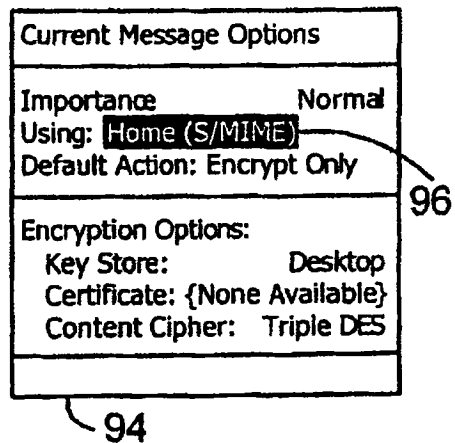 Current Message Options
Importance Normal
Using: Home (S/MIME)
Default Action: Encrypt Only
96
Encryption Options:
Key Store: Desktop
Certificate: {None Available}
Content Cipher: Triple DES
94